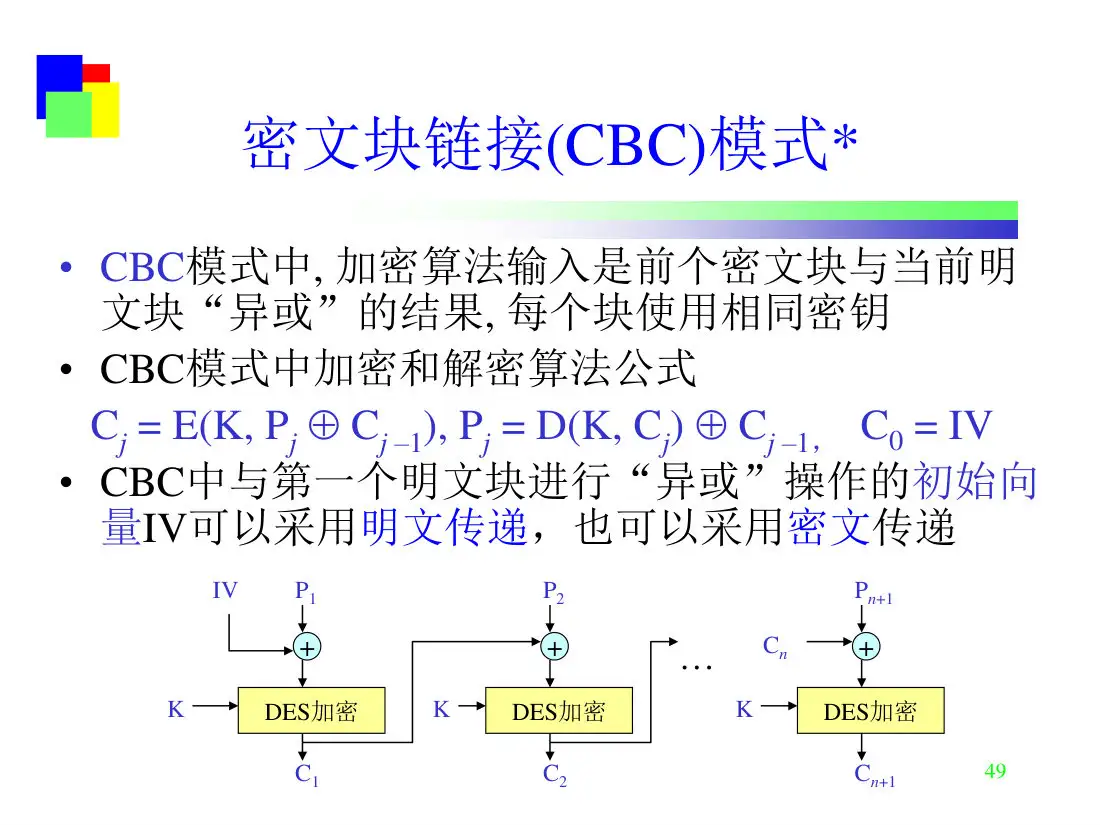 密文块链接(CBC)模式*
• CBC模式中, 加密算法输入是前个密文块与当前明
文块“异或”的结果, 每个块使用相同密钥
• CBC模式中加密和解密算法公式
Cj = E(K, Pj ⊕ Cj –1), Pj = D(K, Cj) ⊕ Cj –1， C0 = IV
• CBC中与第一个明文块进行“异或”操作的初始向
量IV可以采用明文传递，也可以采用密文传递
IV P1 P2 Pn+1
+ + … Cn +
K DES加密 K DES加密 K DES加密
C1 C2 Cn+1
49